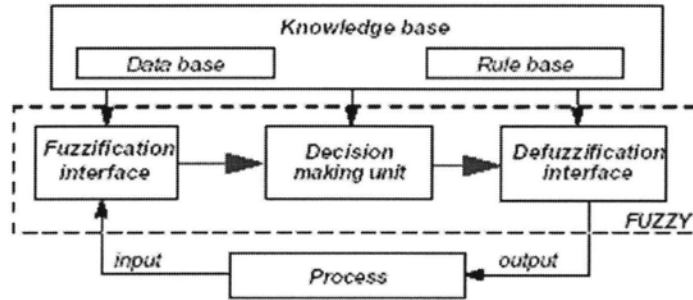 Knowledge base
Data base
Rule base
Fuzzification
interface
Decision
making unit
Defuzzification
interface
FUZZY
input
Process
output